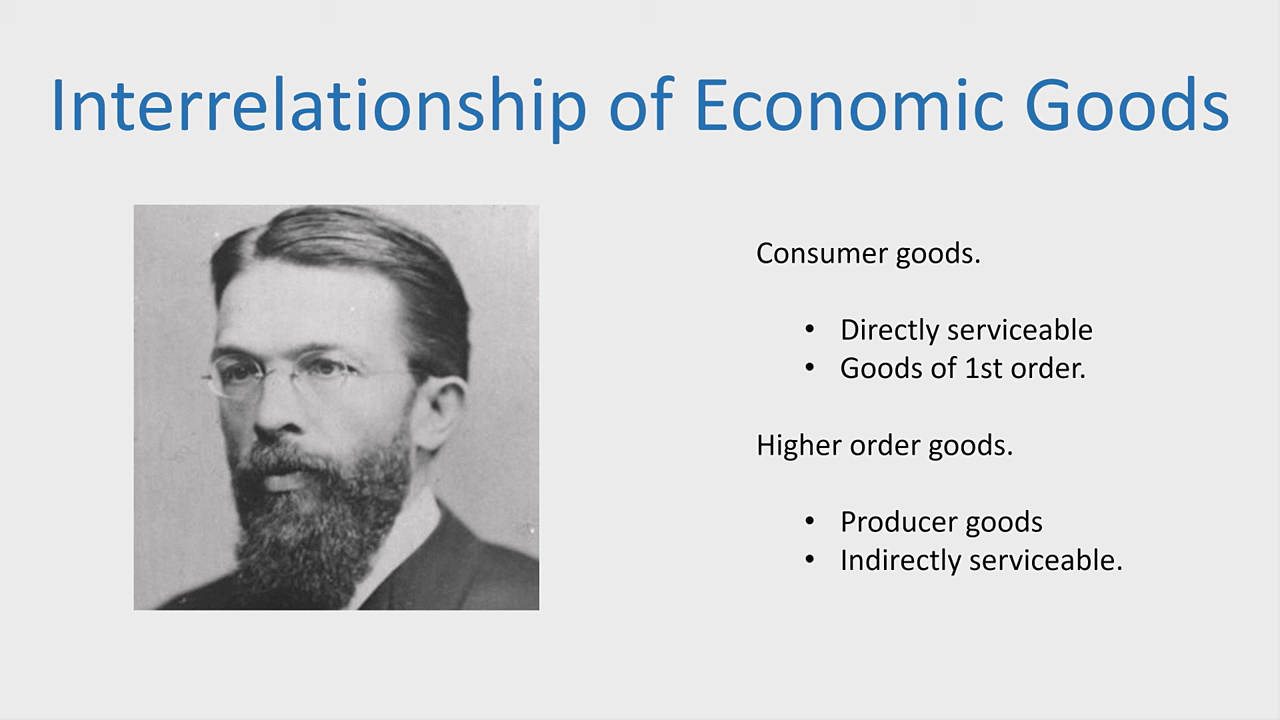 Interrelationship of Economic Goods
Consumer goods.
• Directly serviceable
• Goods of 1st order.
Higher order goods.
• Producer goods
• Indirectly serviceable.